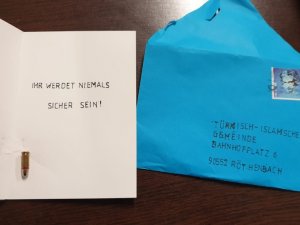 IHR WERDET NIEMALS
SICHER SEIN!
TÜRKISCH-ISLAMISCHE
GEMEINDE
BAHNHOFPLATZ 6
90552 RÖTHENBACH